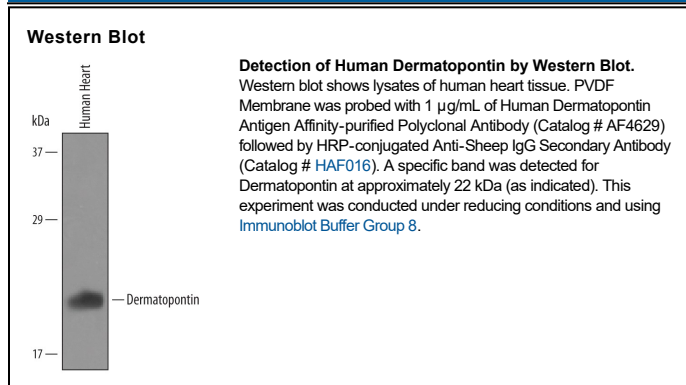 Western Blot
Human Heart
kDa
37
29
Dermatopontin
17
Detection of Human Dermatopontin by Western Blot.
Western blot shows lysates of human heart tissue. PVDF
Membrane was probed with 1 µg/mL of Human Dermatopontin
Antigen Affinity-purified Polyclonal Antibody (Catalog # AF4629)
followed by HRP-conjugated Anti-Sheep IgG Secondary Antibody
(Catalog # HAF016). A specific band was detected for
Dermatopontin at approximately 22 kDa (as indicated). This
experiment was conducted under reducing conditions and using
Immunoblot Buffer Group 8.